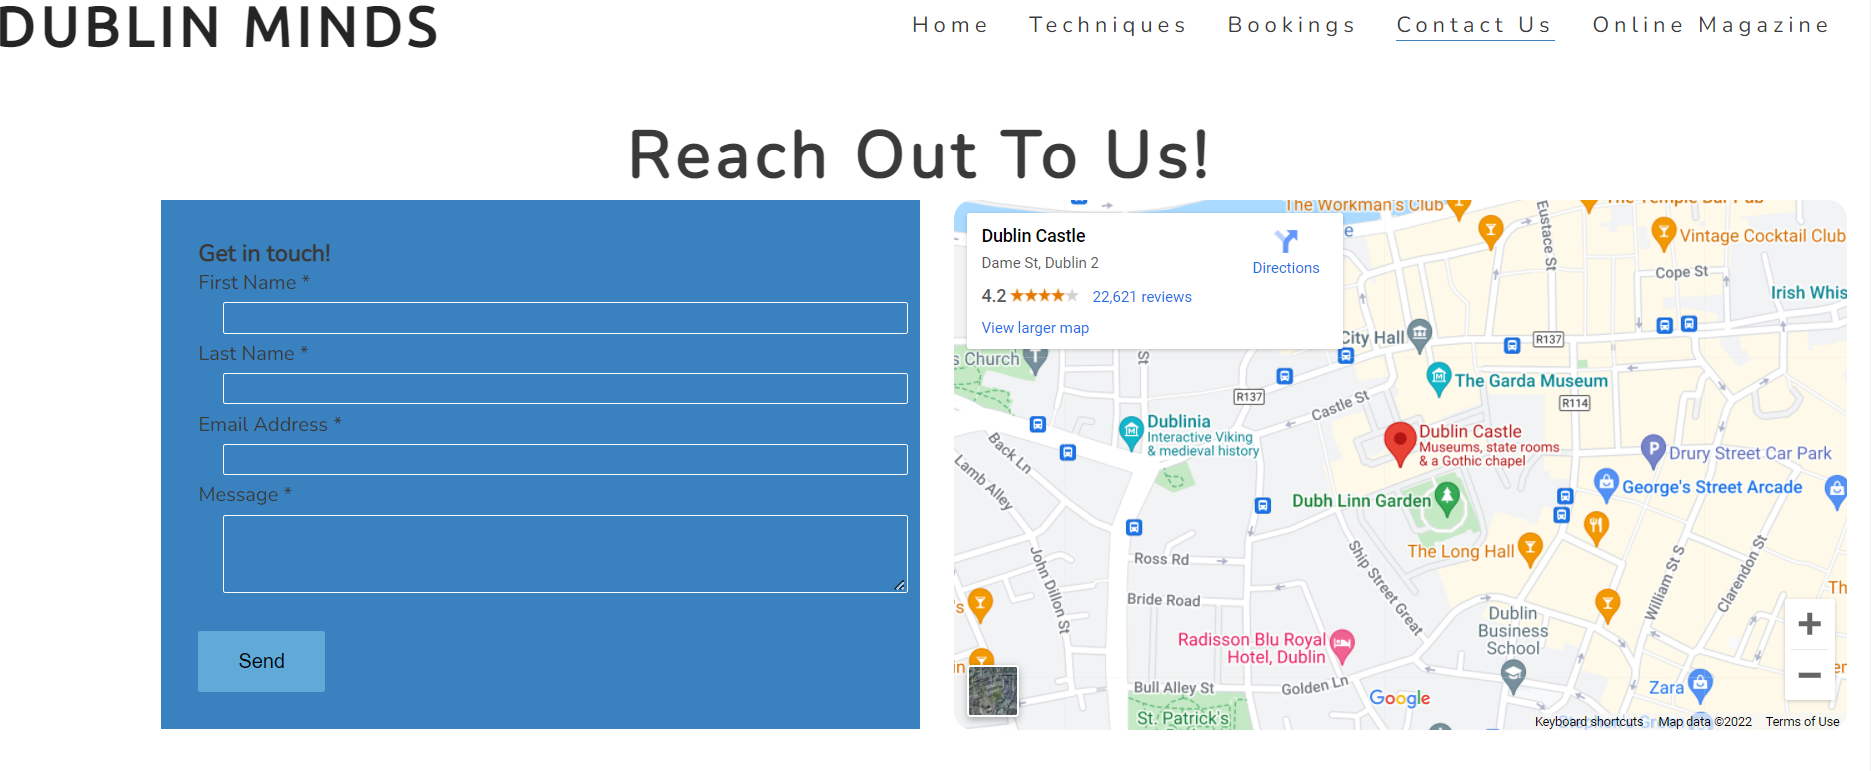 DUBLIN MINDS
Home Techniques Bookings Contact Us Online Magazine
Reach Out To Us!
Get in touch!
First Name *
Last Name *
Email Address *
Message *
Send
Dublin Castle
Dame St, Dublin 2
Directions
4.2
22,621 reviews
View larger map
The Workman's Club
Eustace St
Vintage Cocktail Club
Cope St
Irish Whis
City Hall
R137
s Church
St
The Garda Museum
R137
R114
Castle St
Dublinia
Interactive Viking
& medieval history
Dublin Castle
Museums, state rooms
& a Gothic chapel
Back Ln
Lamb Alley
Drury Street Car Park
George's Street Arcade
Dubh Linn Garden
The Long Hall
Ross Rd
John Dillon St
Ship Street Great
William St S
Clarendon St
Th
Bride Road
's
Dublin
Business
School
Radisson Blu Royal
Hotel, Dublin
in
Bull Alley St
Golden Ln
Zara
Google
St. Patrick's
Keyboard shortcuts Map data ©2022 Terms of Use